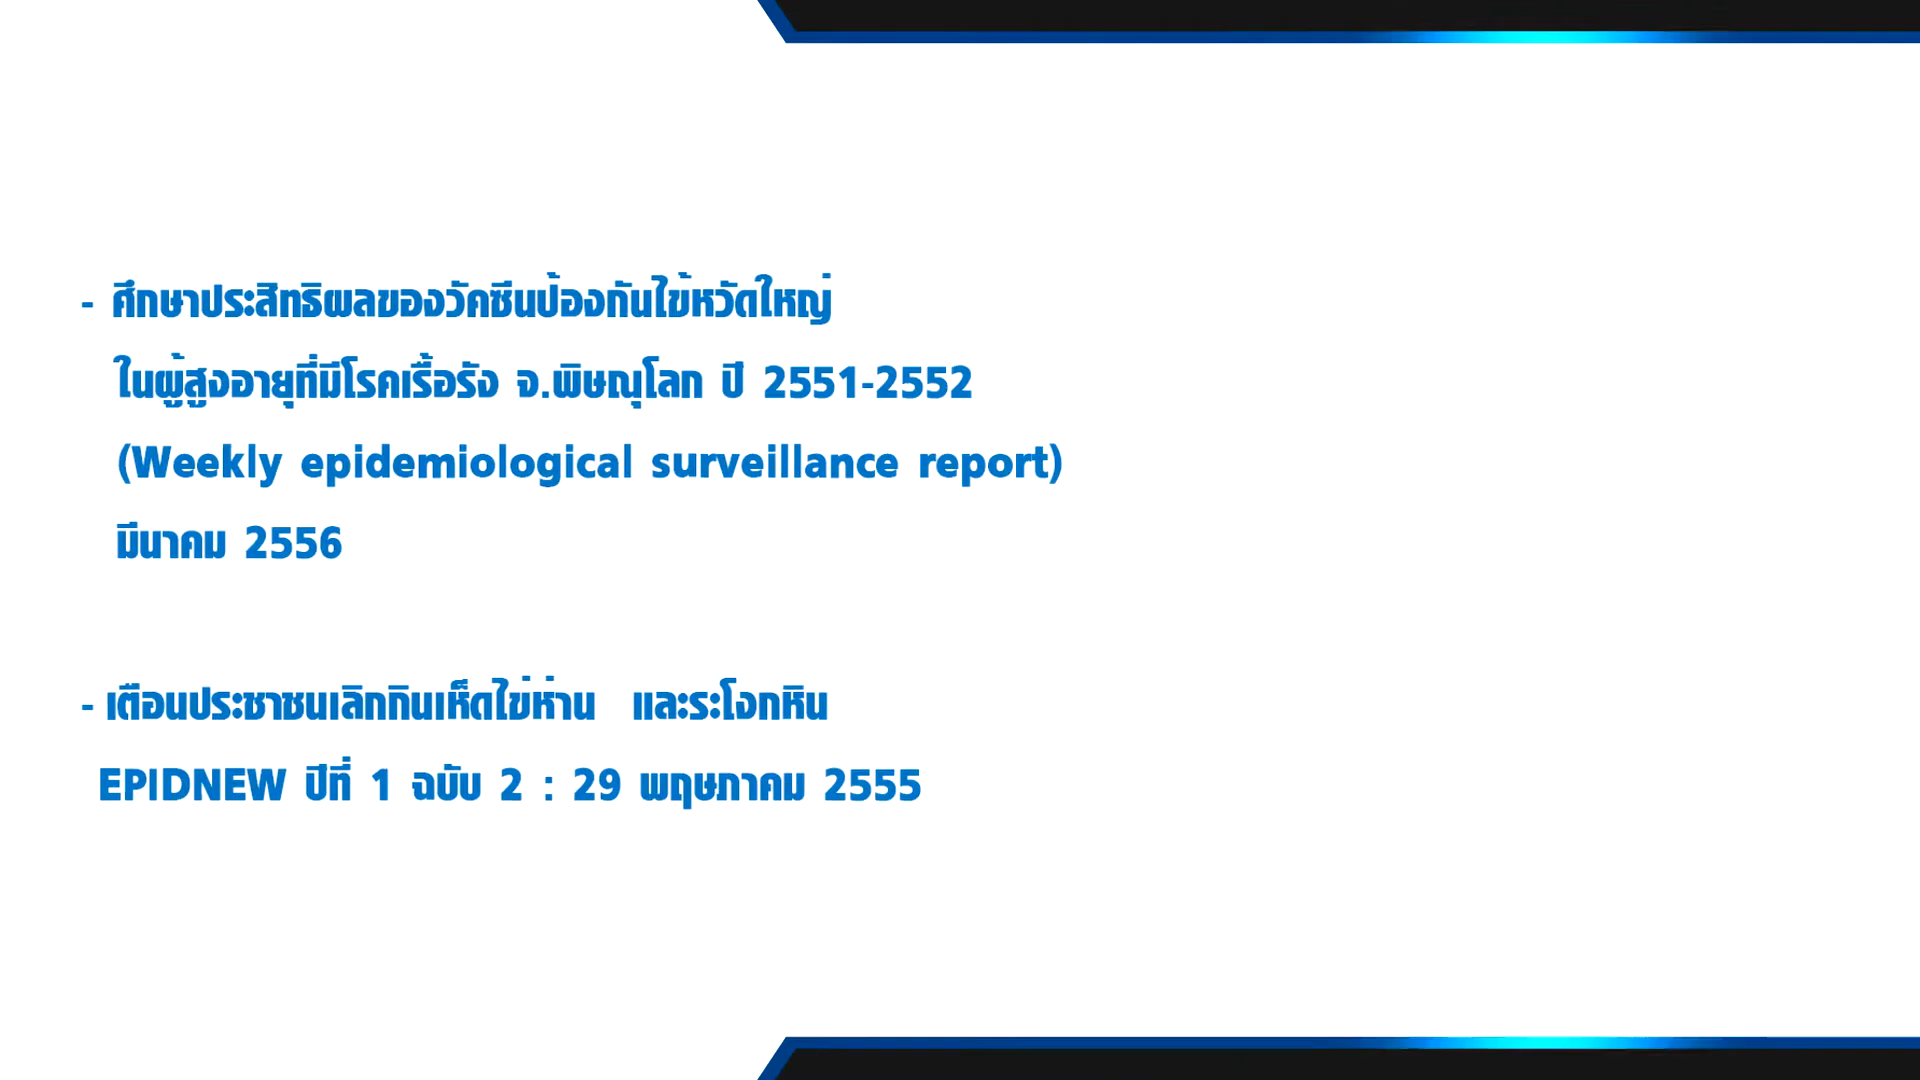 - ศึกษาประสิทธิผลของวัคซีนป้องกันไข้หวัดใหญ่
ในผู้สูงอายุที่มีโรคเรื้อรัง จ.พิษณุโลก ปี 2551-2552
(Weekly epidemiological surveillance report)
มีนาคม 2556
- เตือนประชาชนเลิกกินเห็ดไข่ห่าน และระโงกหิน
EPIDNEW ปีที่ 1 ฉบับ 2 : 29 พฤษภาคม 2555